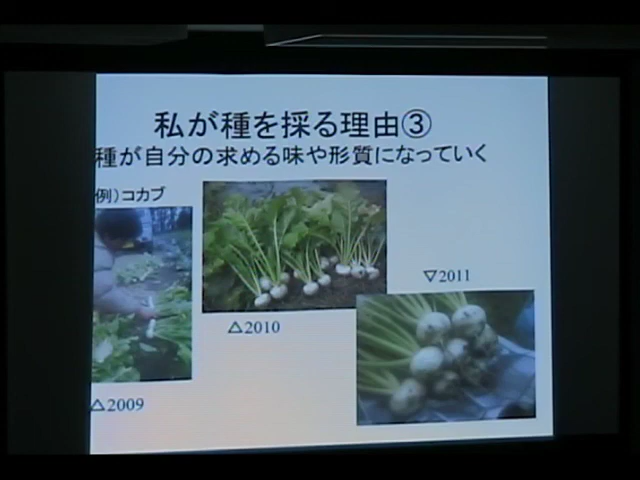 私が種を採る理由③
種が自分の求める味や形質になっていく
例）コカブ
▽2011
△2010
△2009